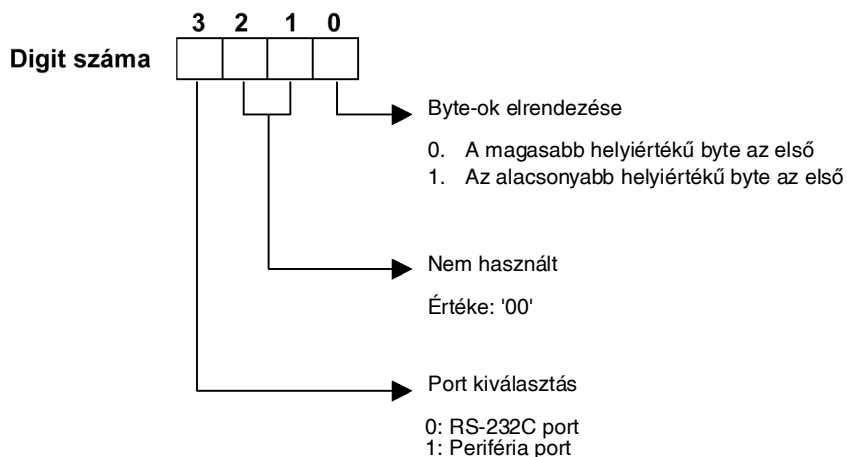 3 2 1 0
Digit száma
Byte-ok elrendezése
0. A magasabb helyiértékű byte az első
1. Az alacsonyabb helyiértékű byte az első
Nem használt
Értéke: '00'
Port kiválasztás
0: RS-232C port
1: Periféria port